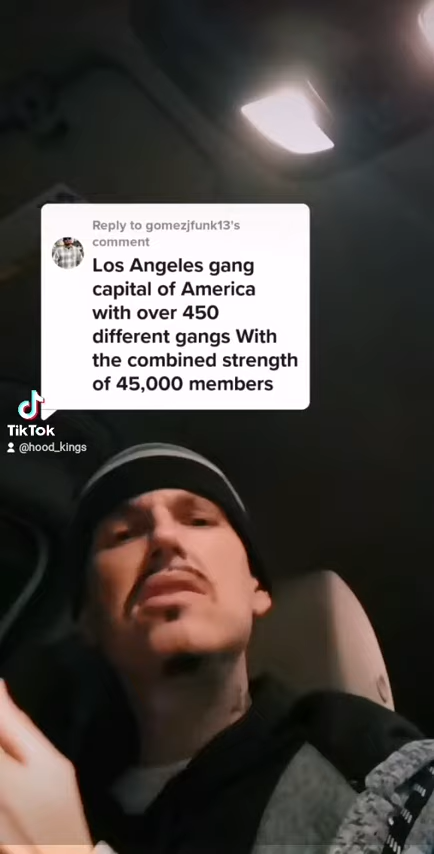 Reply to gomezjfunk13's
comment
Los Angeles gang
capital of America
with over 450
different gangs With
the combined strength
of 45,000 members
TikTok
@hood_kings